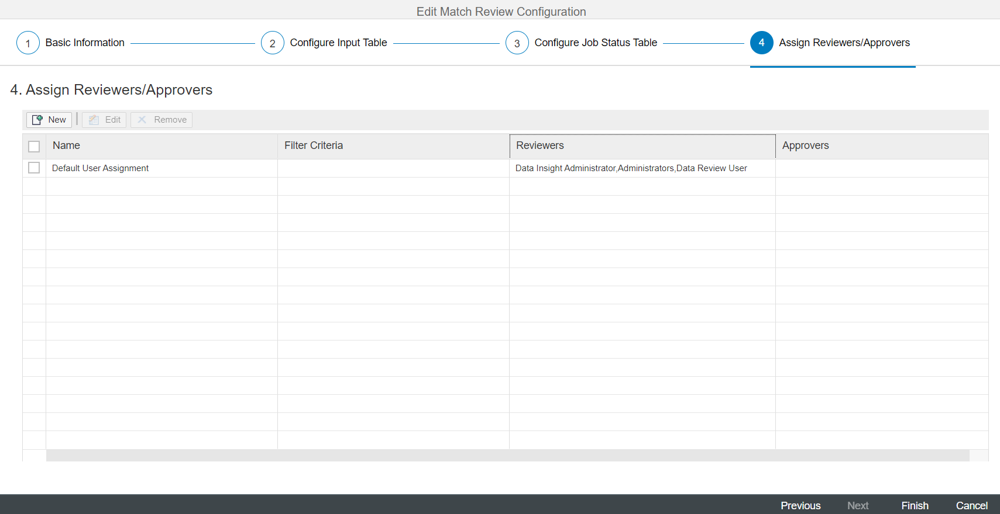 Edit Match Review Configuration
1 Basic Information 2 Configure Input Table 3 Configure Job Status Table 4 Assign Reviewers/Approvers
4. Assign Reviewers/Approvers
New Edit Remove
Name Filter Criteria Reviewers Approvers
Default User Assignment Data Insight Administrator,Administrators,Data Review User
Previous Next Finish Cancel